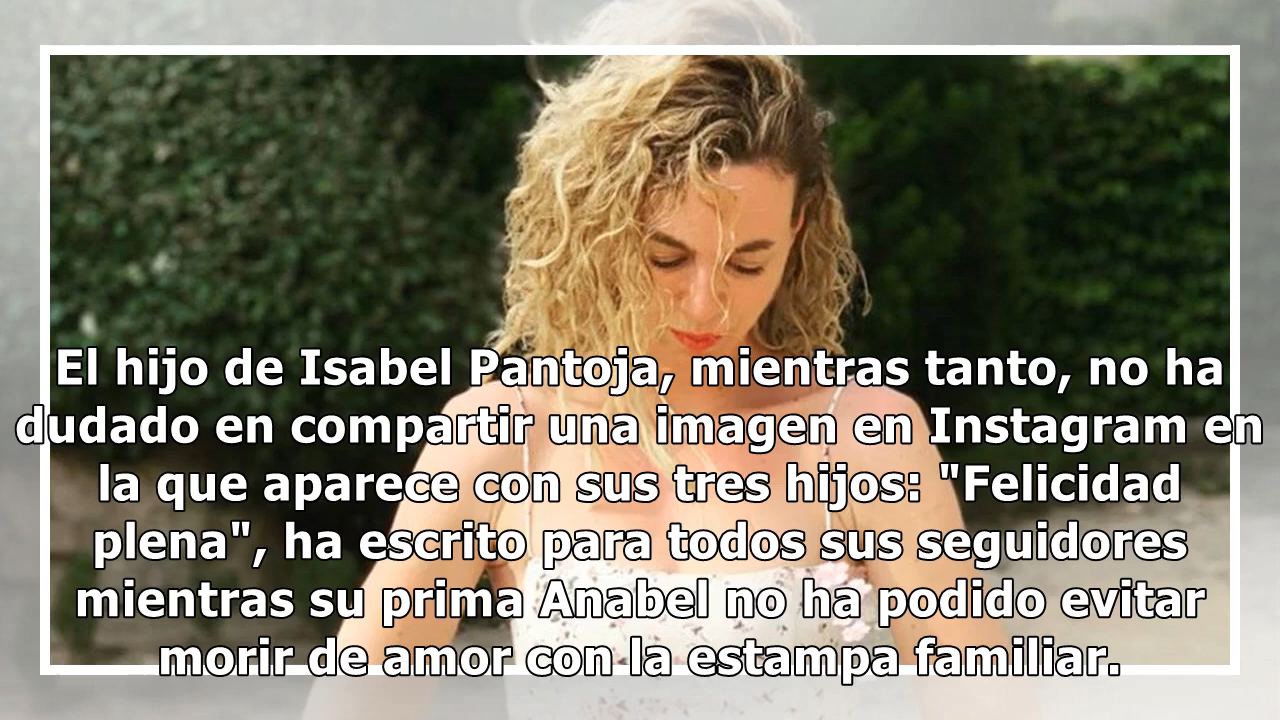 El hijo de Isabel Pantoja, mientras tanto, no ha
dudado en compartir una imagen en Instagram en
la que aparece con sus tres hijos: "Felicidad
plena", ha escrito para todos sus seguidores
mientras su prima Anabel no ha podido evitar
morir de amor con la estampa familiar.